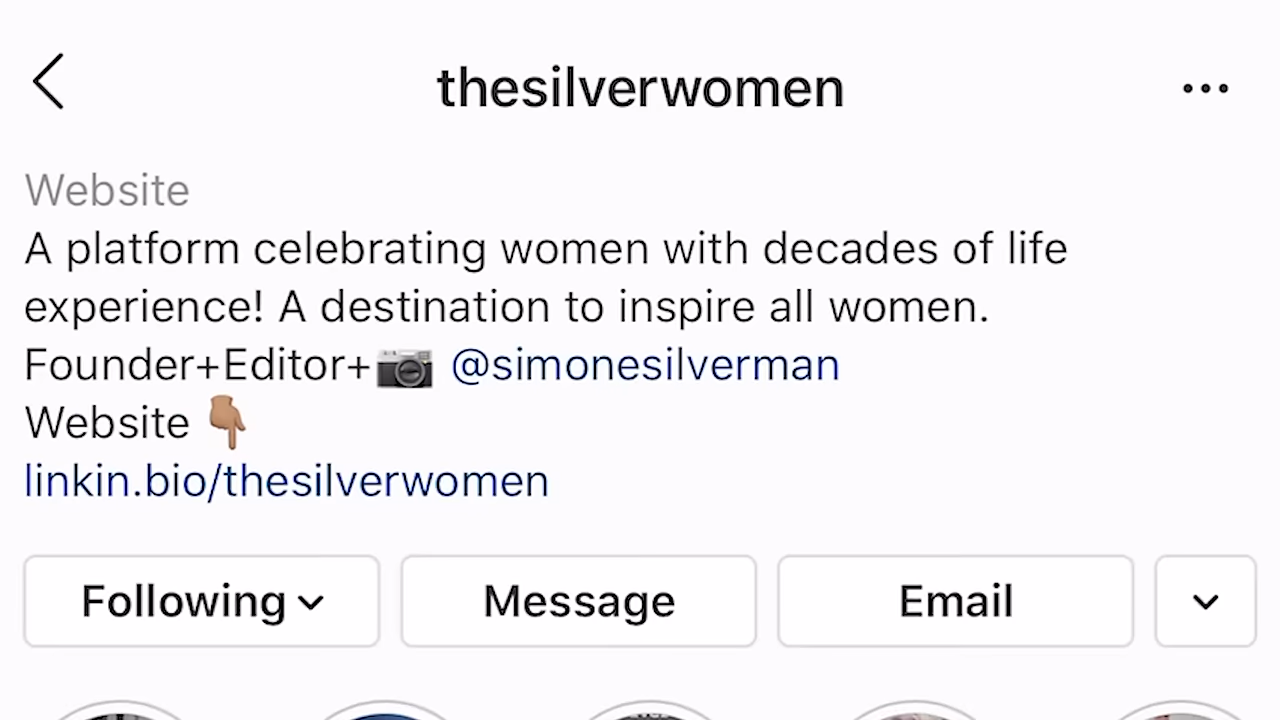 thesilverwomen
Website
A platform celebrating women with decades of life
experience! A destination to inspire all women.
Founder+Editor+📷 @simonesilverman
Website 👇🏽
linkin.bio/thesilverwomen
Following
Message
Email